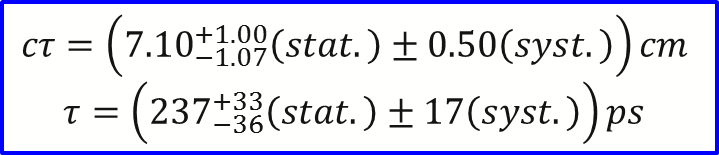 cτ = (7.10^{+1.00}_{-1.07}(stat.) ± 0.50(syst.)) cm
τ = (237^{+33}_{-36}(stat.) ± 17(syst.)) ps